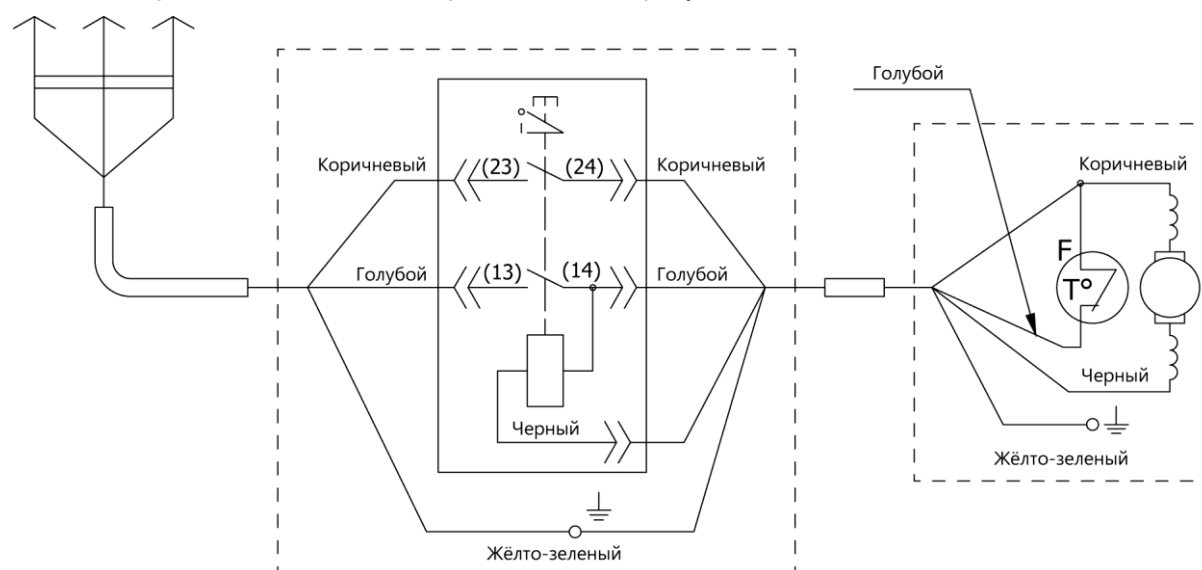 Голубой
Коричневый (23) (24) Коричневый
Коричневый
F
Голубой (13) (14) Голубой
T°
Черный
Черный
Жёлто-зеленый
Жёлто-зеленый